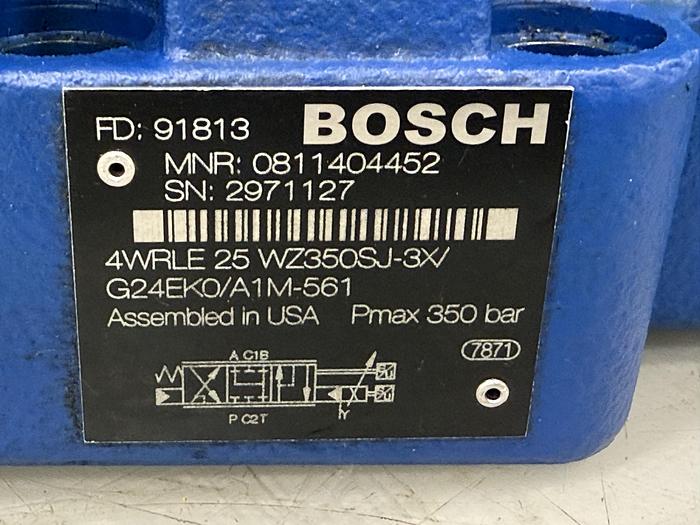 FD: 91813 BOSCH
MNR: 0811404452
SN: 2971127
4WRLE 25 WZ350SJ-3X/
G24EK0/A1M-561
Assembled in USA Pmax 350 bar
7871
A C1B
P C2T
Y